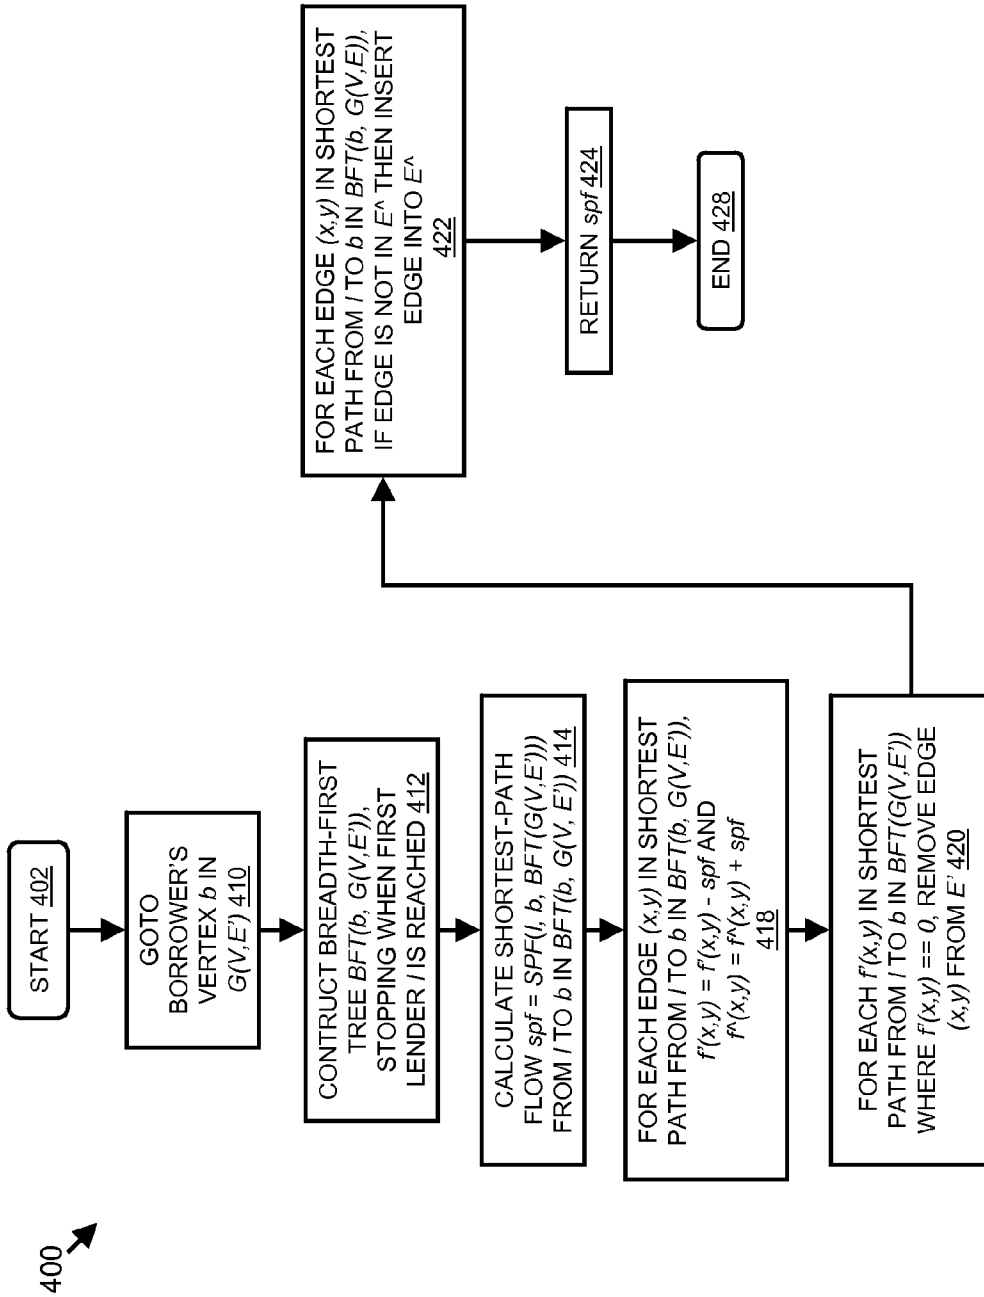 400
START 402
GOTO
BORROWER'S
VERTEX b IN
G(V,E') 410
CONTRUCT BREADTH-FIRST
TREE BFT(b, G(V,E')),
STOPPING WHEN FIRST
LENDER l IS REACHED 412
CALCULATE SHORTEST-PATH
FLOW spf = SPF(l, b, BFT(G(V,E')))
FROM l TO b IN BFT(b, G(V, E')) 414
FOR EACH EDGE (x,y) IN SHORTEST
PATH FROM l TO b IN BFT(b, G(V,E')),
f'(x,y) = f'(x,y) - spf AND
f^(x,y) = f^(x,y) + spf
418
FOR EACH f'(x,y) IN SHORTEST
PATH FROM l TO b IN BFT(G(V,E'))
WHERE f'(x,y) == 0, REMOVE EDGE
(x,y) FROM E' 420
FOR EACH EDGE (x,y) IN SHORTEST
PATH FROM l TO b IN BFT(b, G(V,E)),
IF EDGE IS NOT IN E^ THEN INSERT
EDGE INTO E^
422
RETURN spf 424
END 428